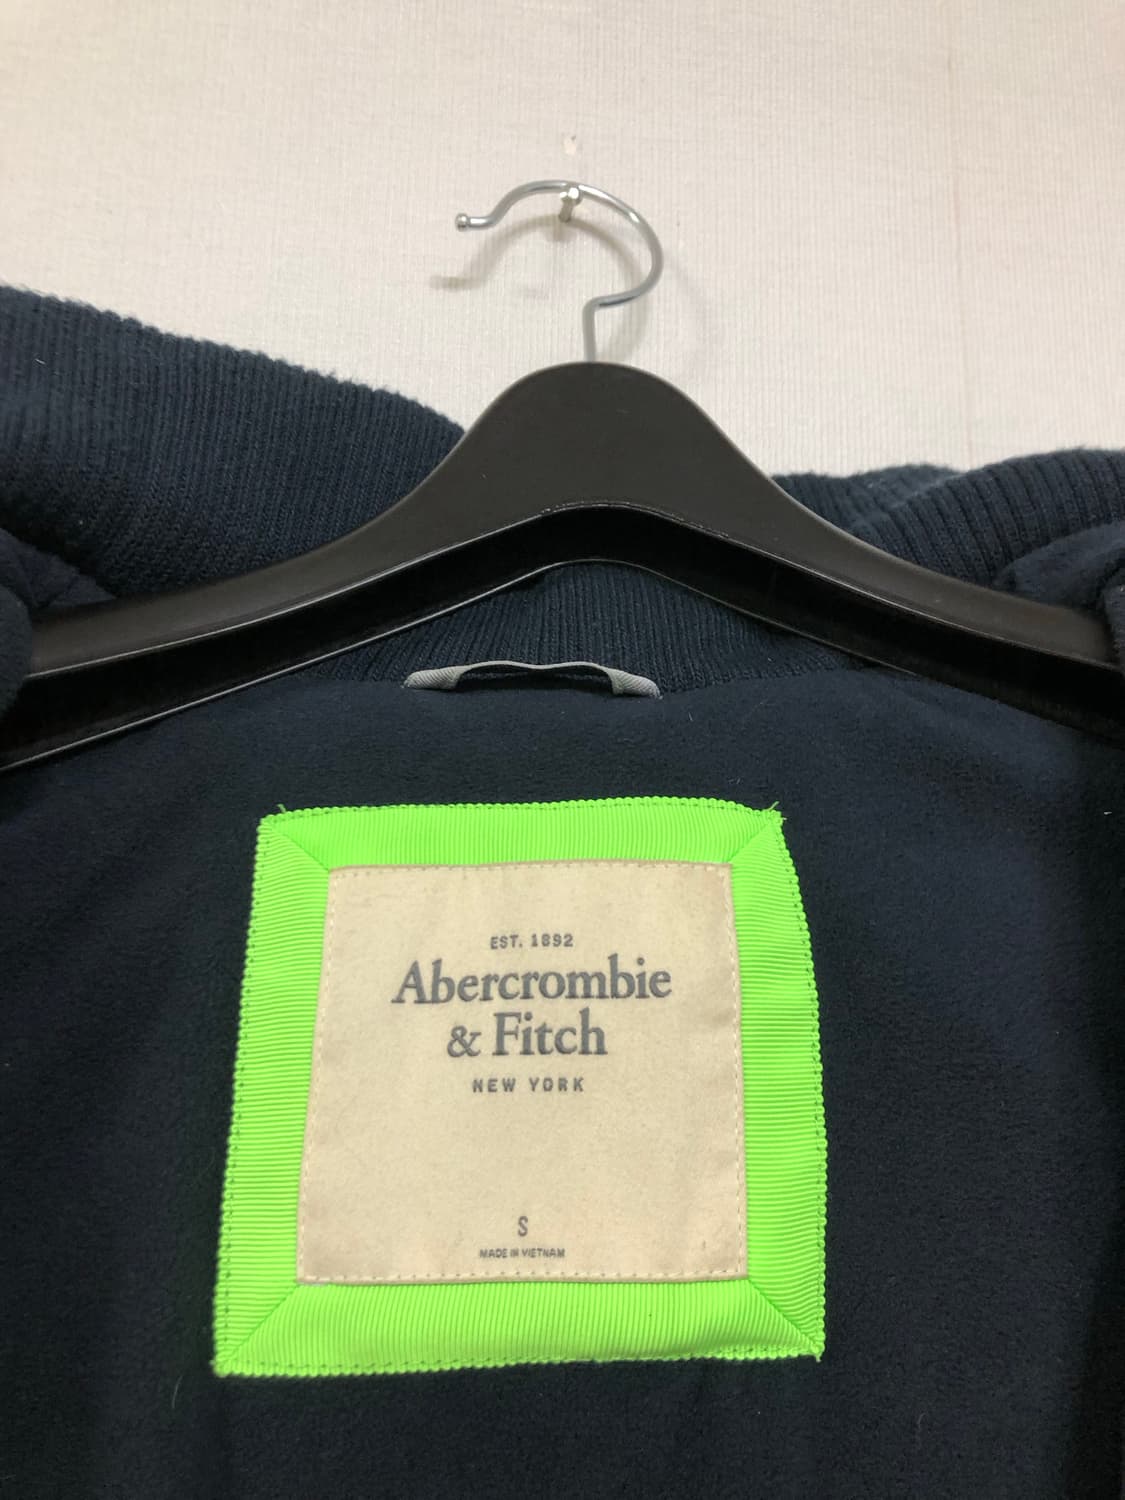 EST. 1892
Abercrombie
& Fitch
NEW YORK
S
MADE IN VIETNAM